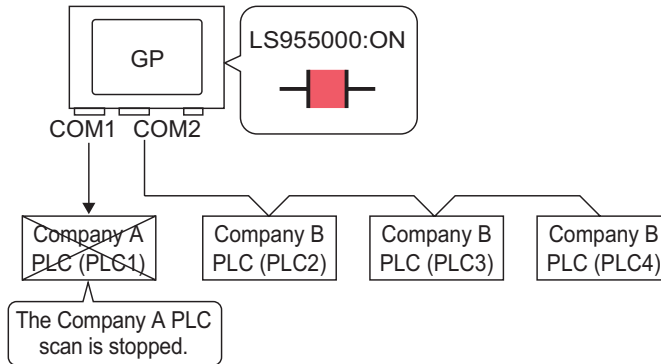 GP
LS955000:ON
COM1 COM2
Company A
PLC (PLC1)
Company B
PLC (PLC2)
Company B
PLC (PLC3)
Company B
PLC (PLC4)
The Company A PLC
scan is stopped.